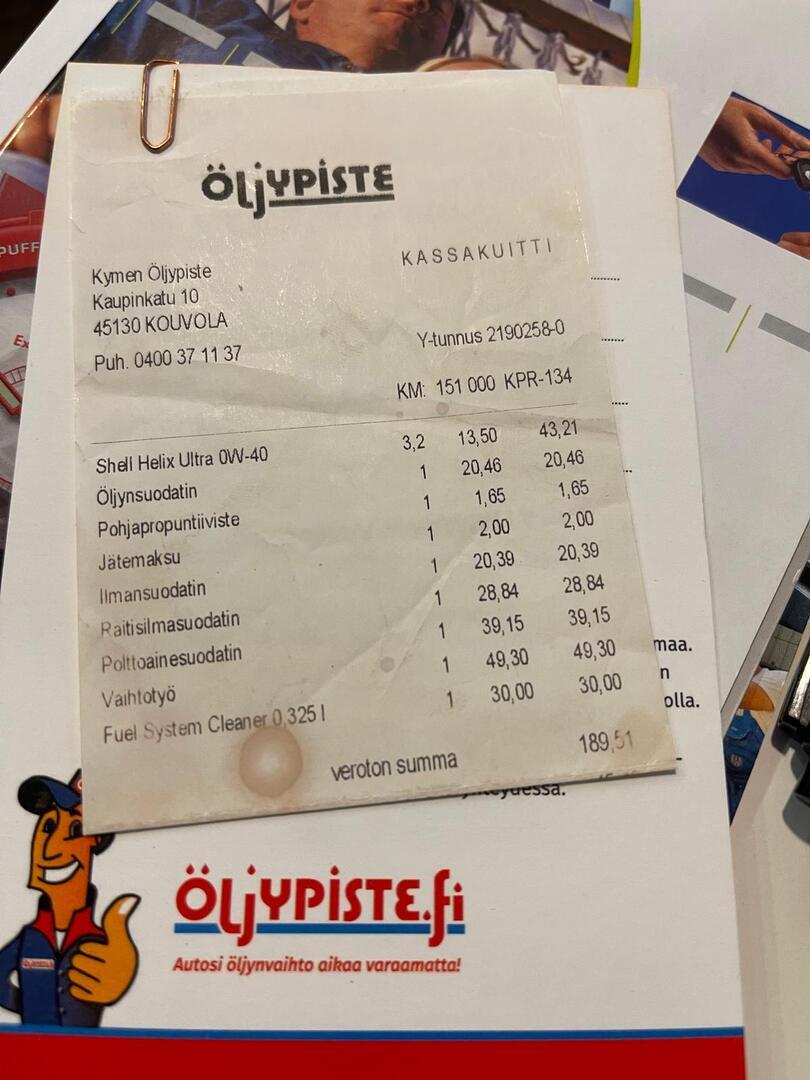 ÖLJYPISTE
KASSAKUITTI
Kymen Öljypiste
Kaupinkatu 10
45130 KOUVOLA
Puh. 0400 37 11 37
Y-tunnus 2190258-0
KM: 151 000 KPR-134
Shell Helix Ultra 0W-40 3,2 13,50 43,21
Öljynsuodatin 1 20,46 20,46
Pohjapropuntiiviste 1 1,65 1,65
Jätemaksu 1 2,00 2,00
Ilmansuodatin 1 20,39 20,39
Raitisilmasuodatin 1 28,84 28,84
Polttoainesuodatin 1 39,15 39,15
Vaihtotyö 1 49,30 49,30
Fuel System Cleaner 0,325 l 1 30,00 30,00
veroton summa 189,51
maa.
n
olla.
ÖLJYPISTE.fi
Autosi öljynvaihto aikaa varaamatta!